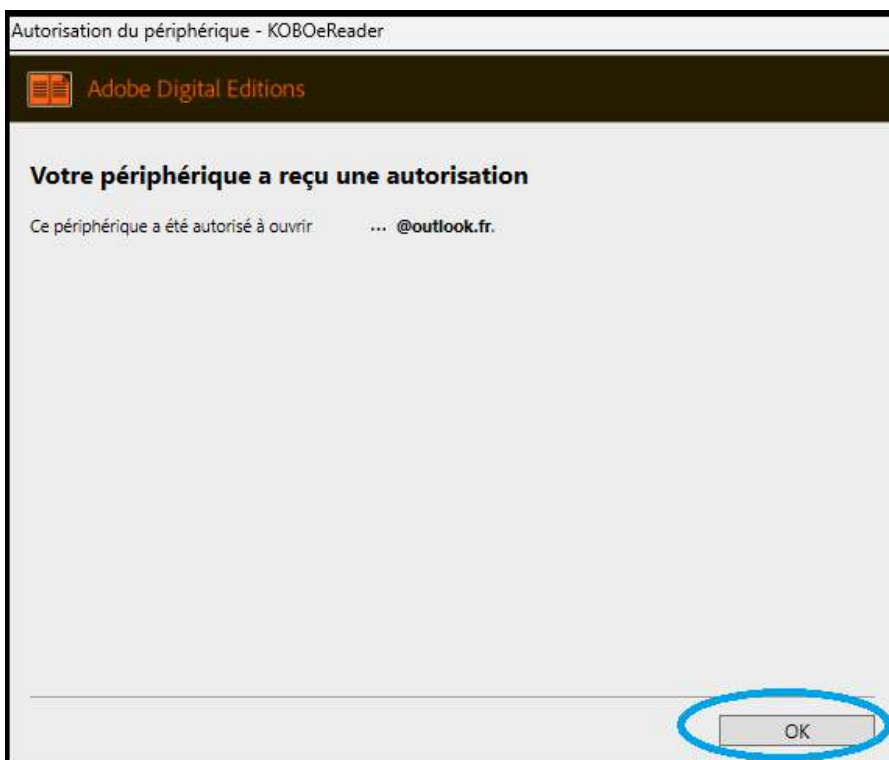 Autorisation du périphérique - KOBOeReader
Adobe Digital Editions
Votre périphérique a reçu une autorisation
Ce périphérique a été autorisé à ouvrir ... @outlook.fr.
OK